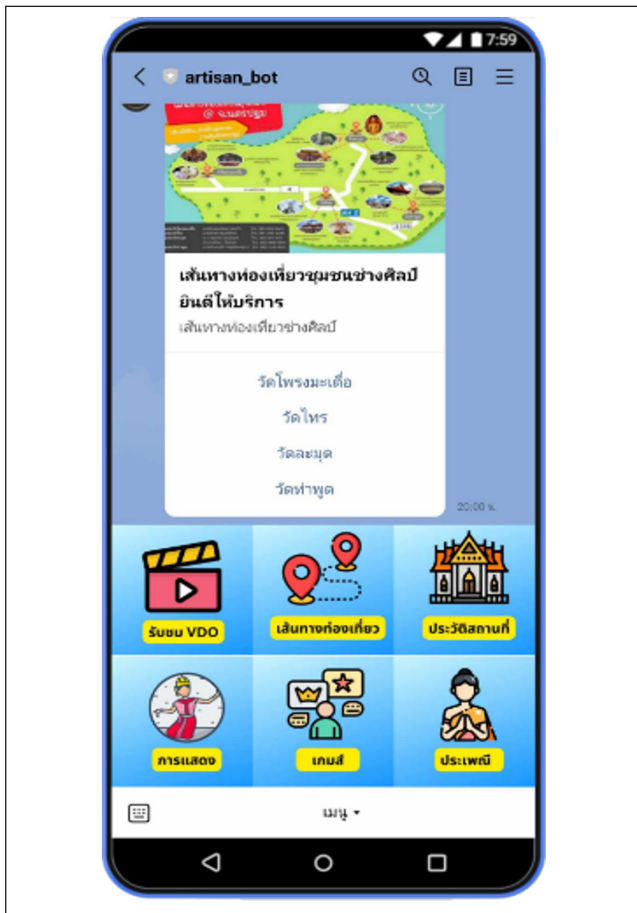 7:59
artisan_bot
@ จ.นครปฐม
เส้นทางท่องเที่ยวชุมชนช่างศิลป์
ยินดีให้บริการ
เส้นทางท่องเที่ยวช่างศิลป์
วัดโพรงมะเดื่อ
วัดไทร
วัดละมุด
วัดท่าพูด
20:00 น.
รับชม VDO
เส้นทางท่องเที่ยว
ประวัติสถานที่
การแสดง
เกมส์
ประเพณี
เมนู